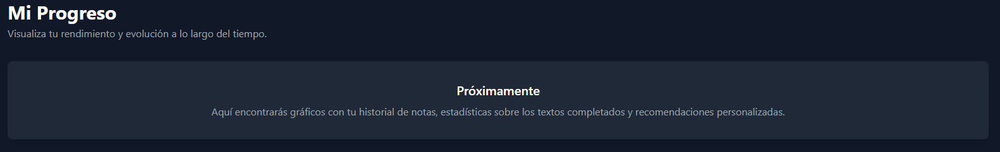 Mi Progreso
Visualiza tu rendimiento y evolución a lo largo del tiempo.
Próximamente
Aquí encontrarás gráficos con tu historial de notas, estadísticas sobre los textos completados y recomendaciones personalizadas.